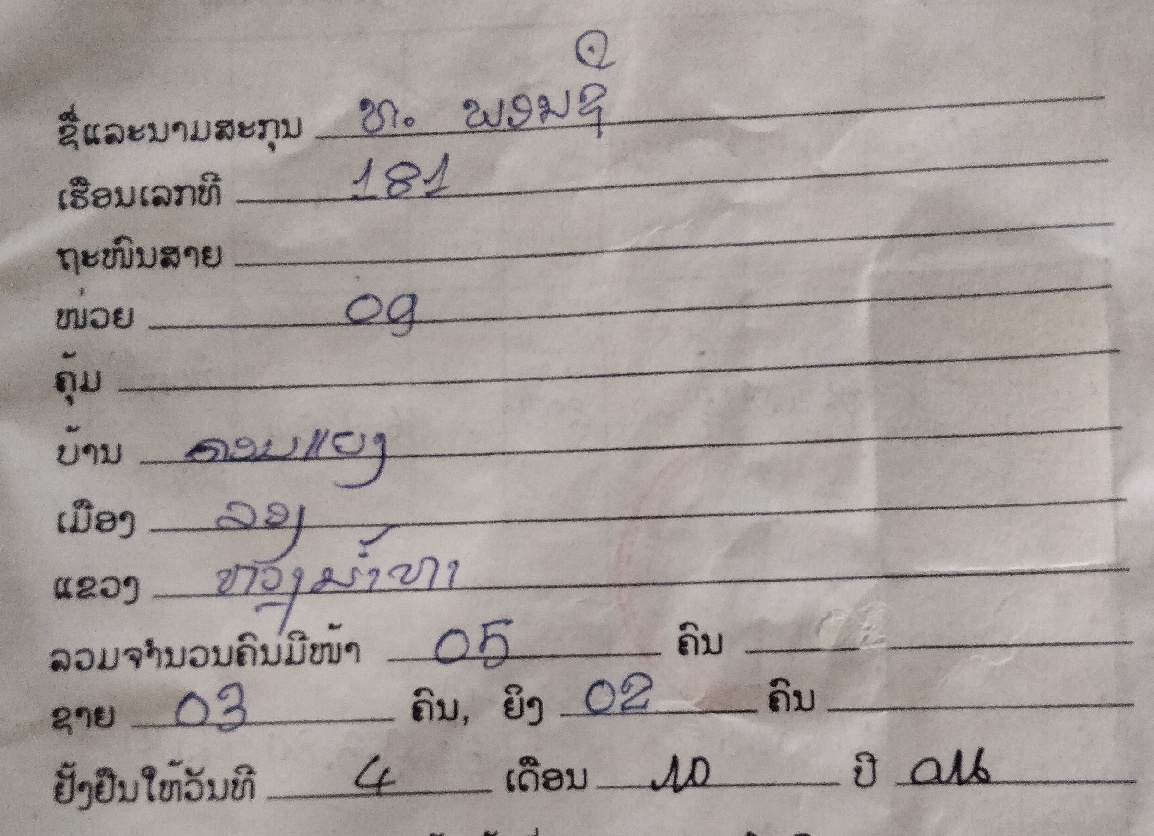 ຊື່ແລະນາມສະກຸນ ທ. ພອນຊິ
ເຮືອນເລກທີ 181
ຖະໜົນສາຍ
ໜ່ວຍ 09
ຄຸ້ມ
ບ້ານ ຈອມແຍງ
ເມືອງ ລອງ
ແຂວງ ຫຼວງນໍ້າທາ
ລວມຈຳນວນຄົນມີໜ້າ 05 ຄົນ
ຊາຍ 03 ຄົນ, ຍິງ 02 ຄົນ
ຢັ້ງຢືນໃຫ້ວັນທີ 4 ເດືອນ 10 ປີ